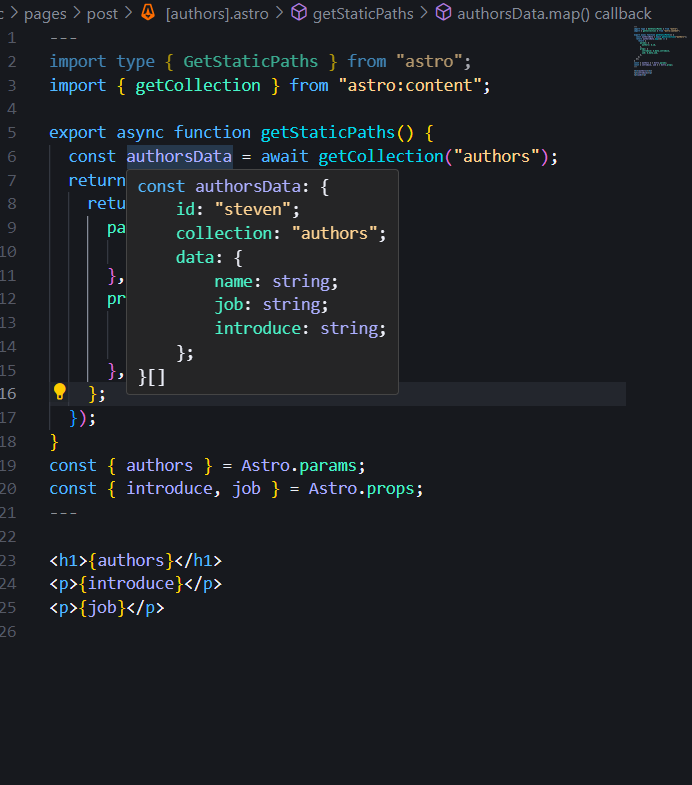 c > pages > post > [authors].astro > getStaticPaths > authorsData.map() callback
1 ---
2 import type { GetStaticPaths } from "astro";
3 import { getCollection } from "astro:content";
4
5 export async function getStaticPaths() {
6 const authorsData = await getCollection("authors");
7 return
8 retu
9 pa
10
11 },
12 pr
13
14
15 },
16 };
17 });
18 }
19 const { authors } = Astro.params;
20 const { introduce, job } = Astro.props;
21 ---
22
23 <h1>{authors}</h1>
24 <p>{introduce}</p>
25 <p>{job}</p>
26
const authorsData: {
id: "steven";
collection: "authors";
data: {
name: string;
job: string;
introduce: string;
};
}[]